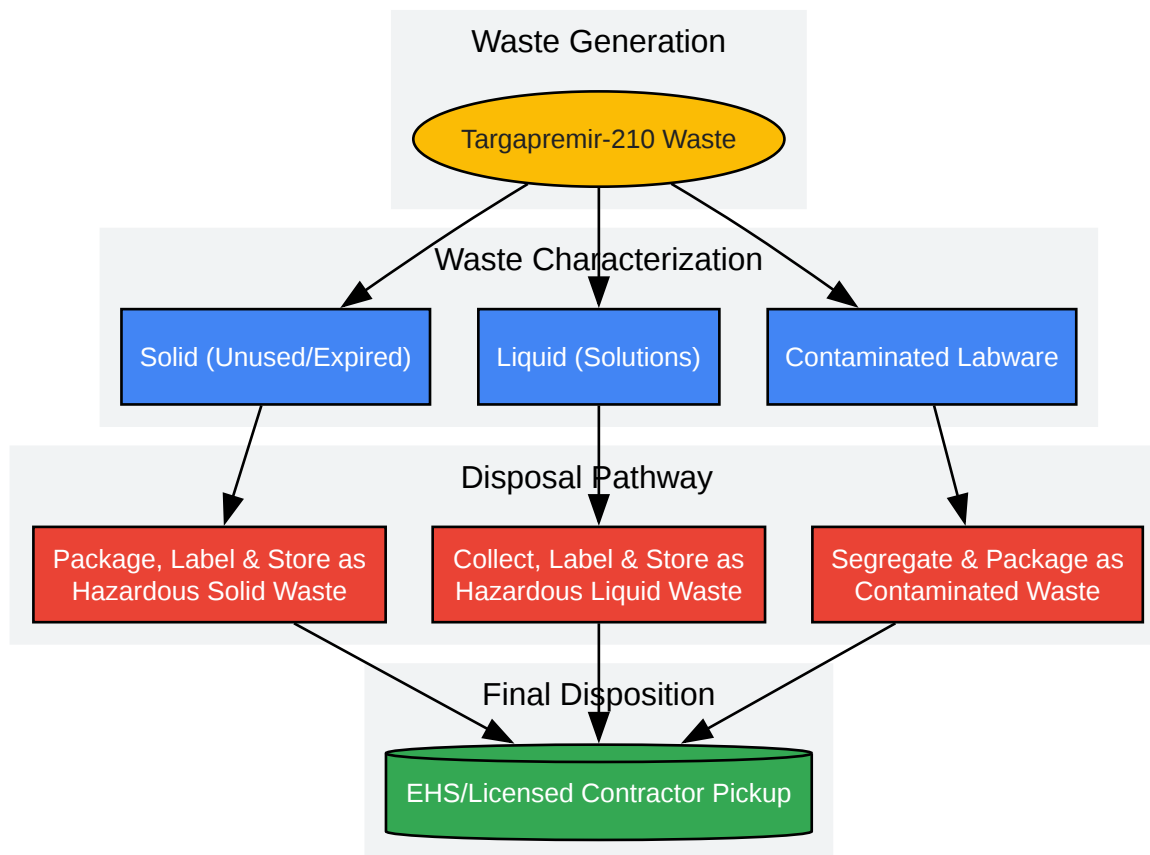 Waste Generation
Targapremir-210 Waste
Waste Characterization
Solid (Unused/Expired)
Liquid (Solutions)
Contaminated Labware
Disposal Pathway
Package, Label & Store as
Hazardous Solid Waste
Collect, Label & Store as
Hazardous Liquid Waste
Segregate & Package as
Contaminated Waste
Final Disposition
EHS/Licensed Contractor Pickup